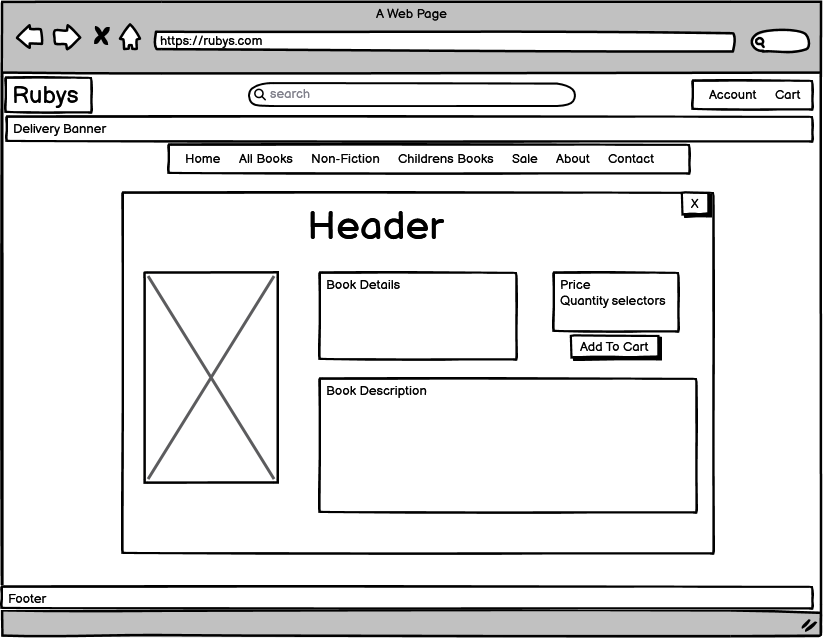 A Web Page
https://rubys.com
Rubys
search
Account Cart
Delivery Banner
Home All Books Non-Fiction Childrens Books Sale About Contact
X
Header
Book Details
Price
Quantity selectors
Add To Cart
Book Description
Footer